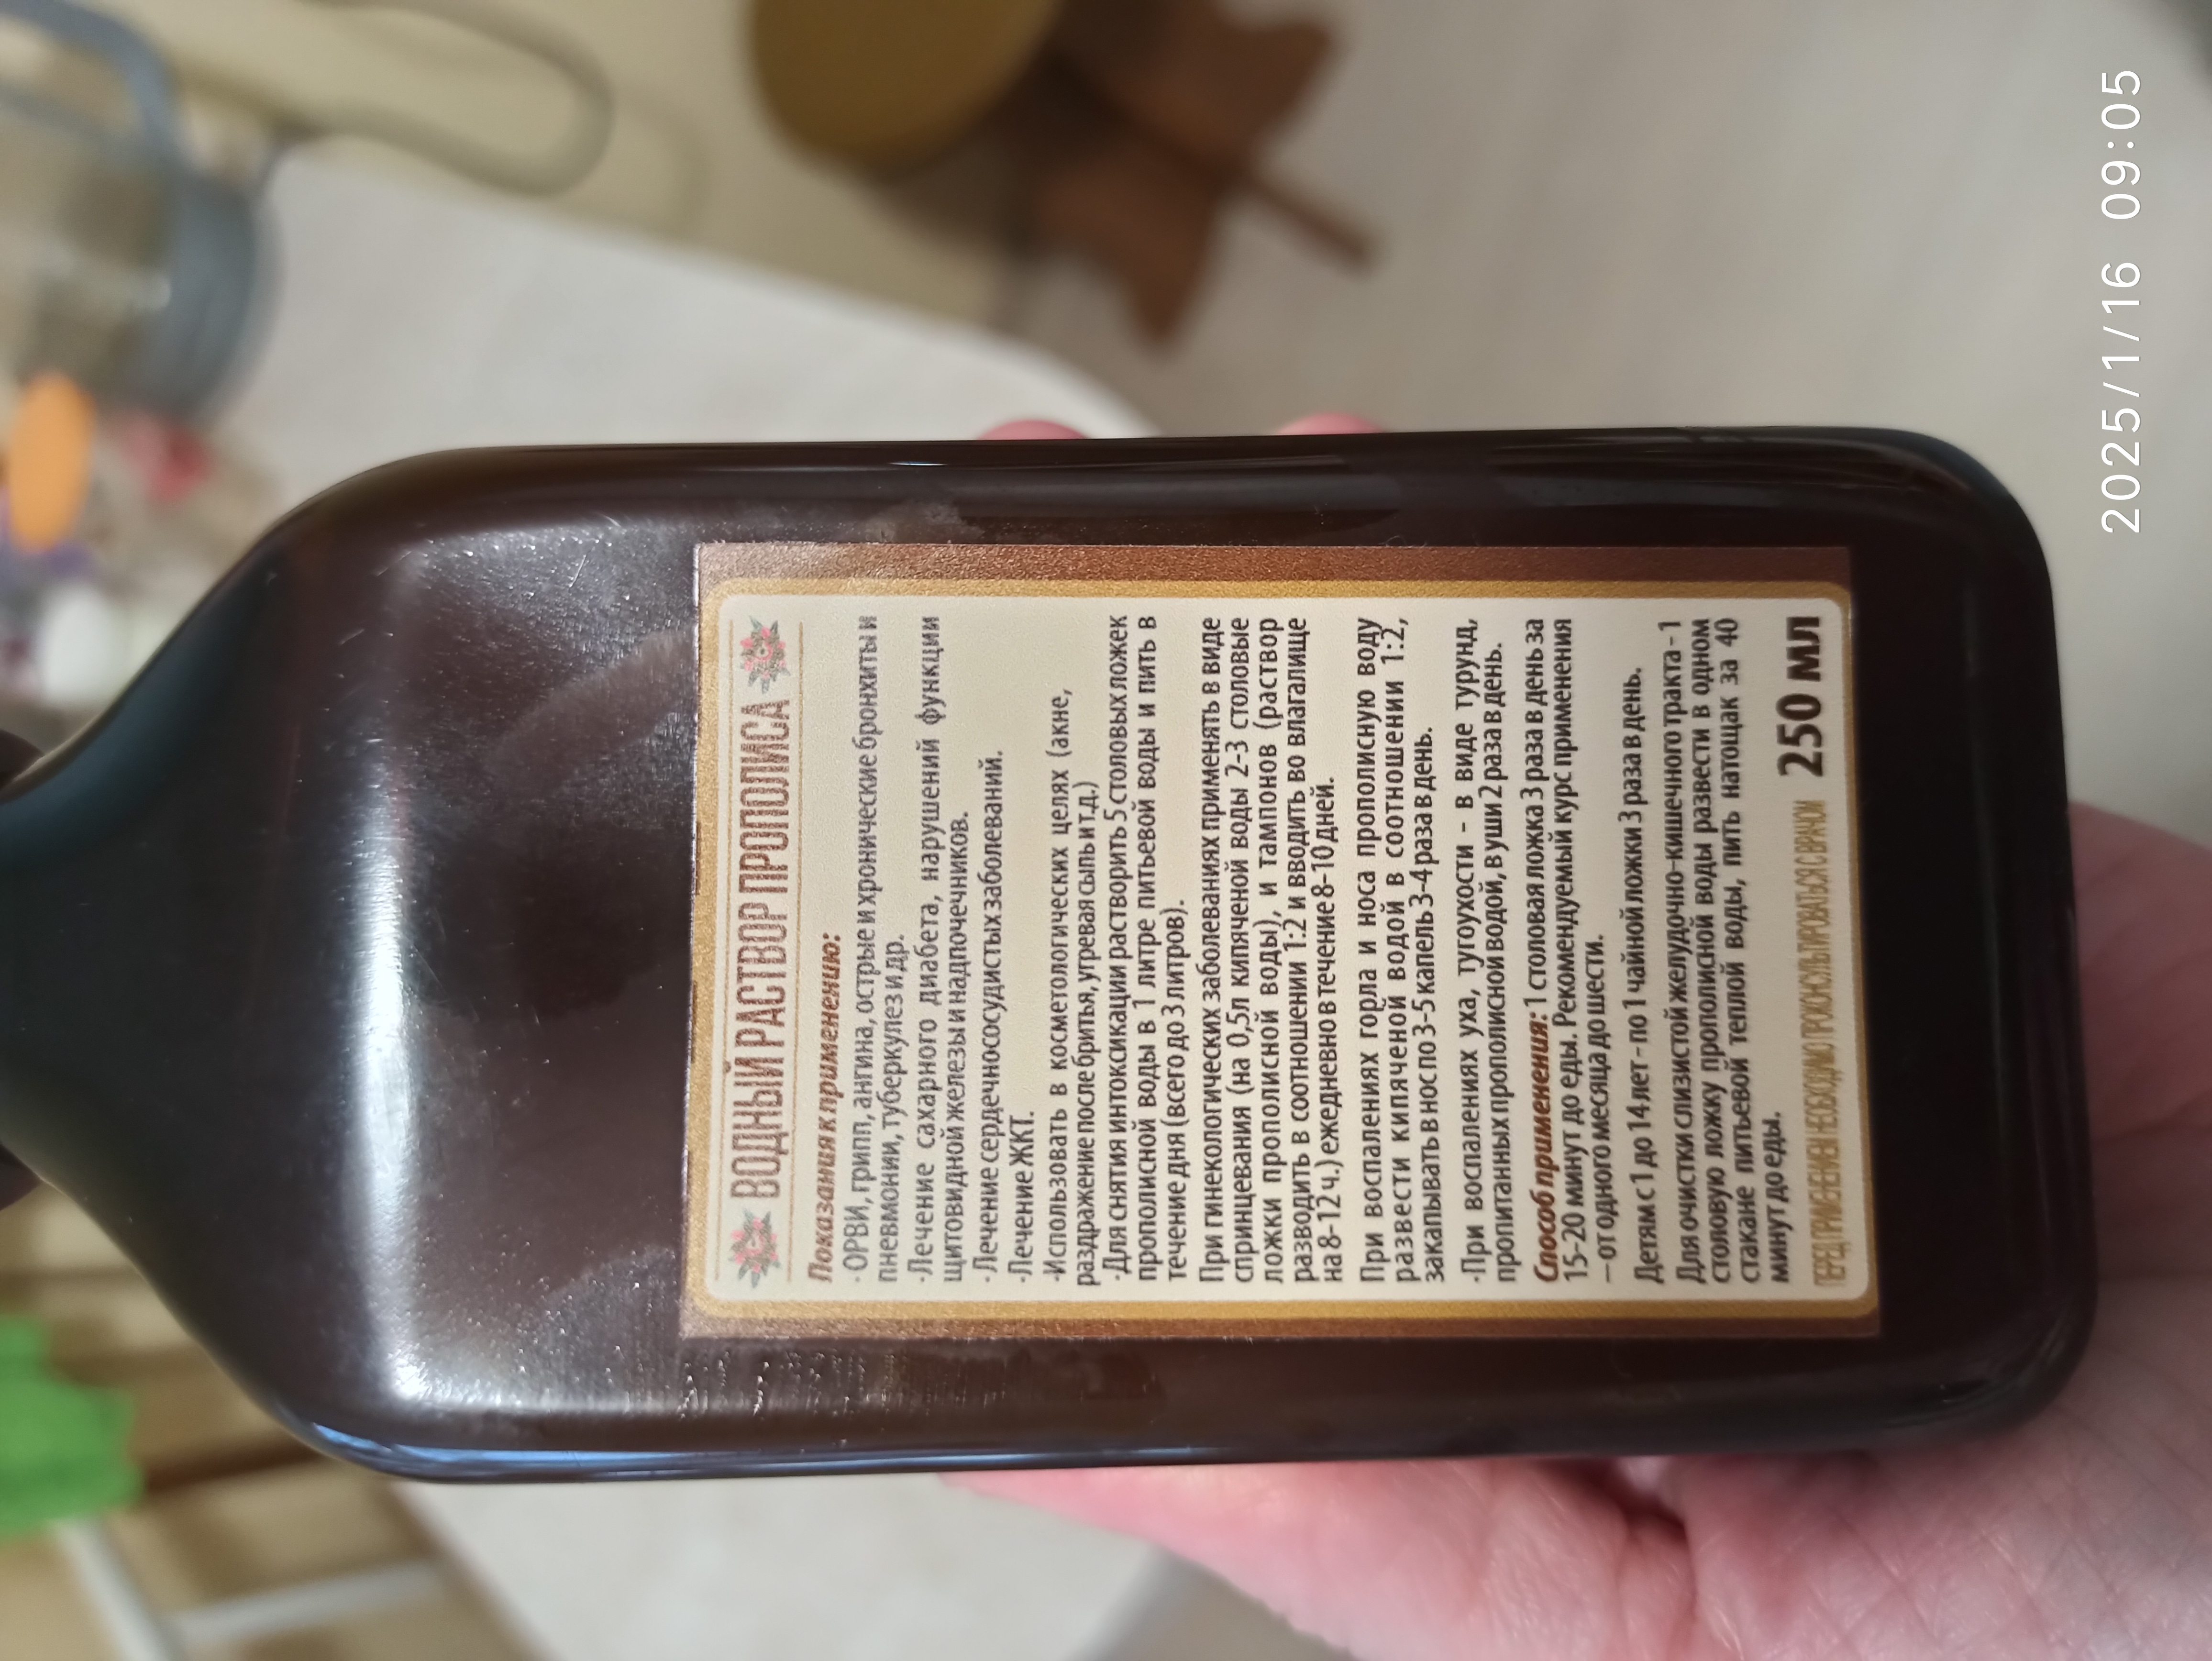 ВОДНЫЙ РАСТВОР ПРОПОЛИСА
Показания к применению:
·ОРВИ, грипп, ангина, острые и хронические бронхиты и
пневмонии, туберкулез и др.
·Лечение сахарного диабета, нарушений функции
щитовидной железы и надпочечников.
·Лечение сердечнососудистых заболеваний.
·Лечение ЖКТ.
·Использовать в косметологических целях (акне,
раздражение после бритья, угревая сыпь и т.д.)
·Для снятия интоксикации растворить 5 столовых ложек
прополисной воды в 1 литре питьевой воды и пить в
течение дня (всего до 3 литров).
При гинекологических заболеваниях применять в виде
спринцевания (на 0,5л кипяченой воды 2-3 столовые
ложки прополисной воды), и тампонов (раствор
разводить в соотношении 1:2 и вводить во влагалище
на 8-12 ч.) ежедневно в течение 8-10 дней.
При воспалениях горла и носа прополисную воду
развести кипяченой водой в соотношении 1:2,
закапывать в нос по 3-5 капель 3-4 раза в день.
·При воспалениях уха, тугоухости – в виде турунд,
пропитанных прополисной водой, в уши 2 раза в день.
Способ применения: 1 столовая ложка 3 раза в день за
15-20 минут до еды. Рекомендуемый курс применения
– от одного месяца до шести.
Детям с 1 до 14 лет - по 1 чайной ложки 3 раза в день.
Для очистки слизистой желудочно-кишечного тракта - 1
столовую ложку прополисной воды развести в одном
стакане питьевой теплой воды, пить натощак за 40
минут до еды.
ПЕРЕД ПРИМЕНЕНИЕМ НЕОБХОДИМО ПРОКОНСУЛЬТИРОВАТЬСЯ С ВРАЧОМ 250 МЛ
2025/1/16 09:05